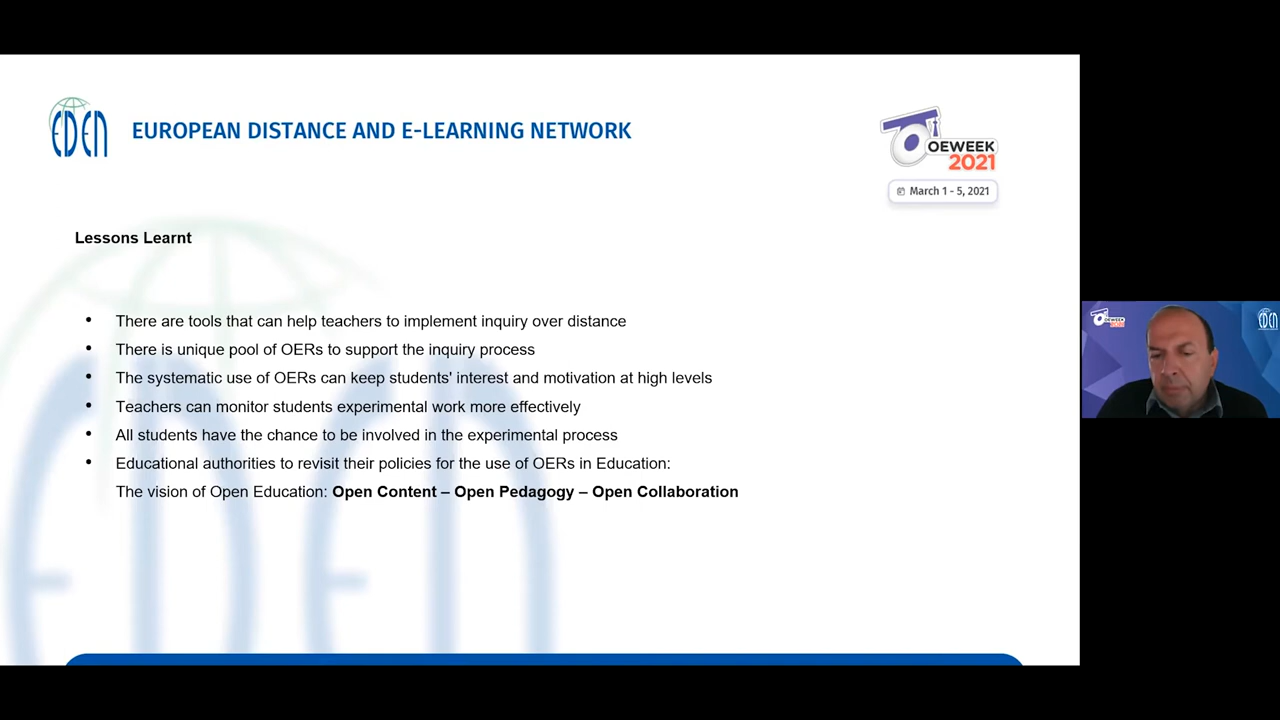 EDEN
EUROPEAN DISTANCE AND E-LEARNING NETWORK
OEWEEK
2021
March 1 - 5, 2021
Lessons Learnt
• There are tools that can help teachers to implement inquiry over distance
• There is unique pool of OERs to support the inquiry process
• The systematic use of OERs can keep students' interest and motivation at high levels
• Teachers can monitor students experimental work more effectively
• All students have the chance to be involved in the experimental process
• Educational authorities to revisit their policies for the use of OERs in Education:
The vision of Open Education: Open Content – Open Pedagogy – Open Collaboration
OEWEEK
EDEN